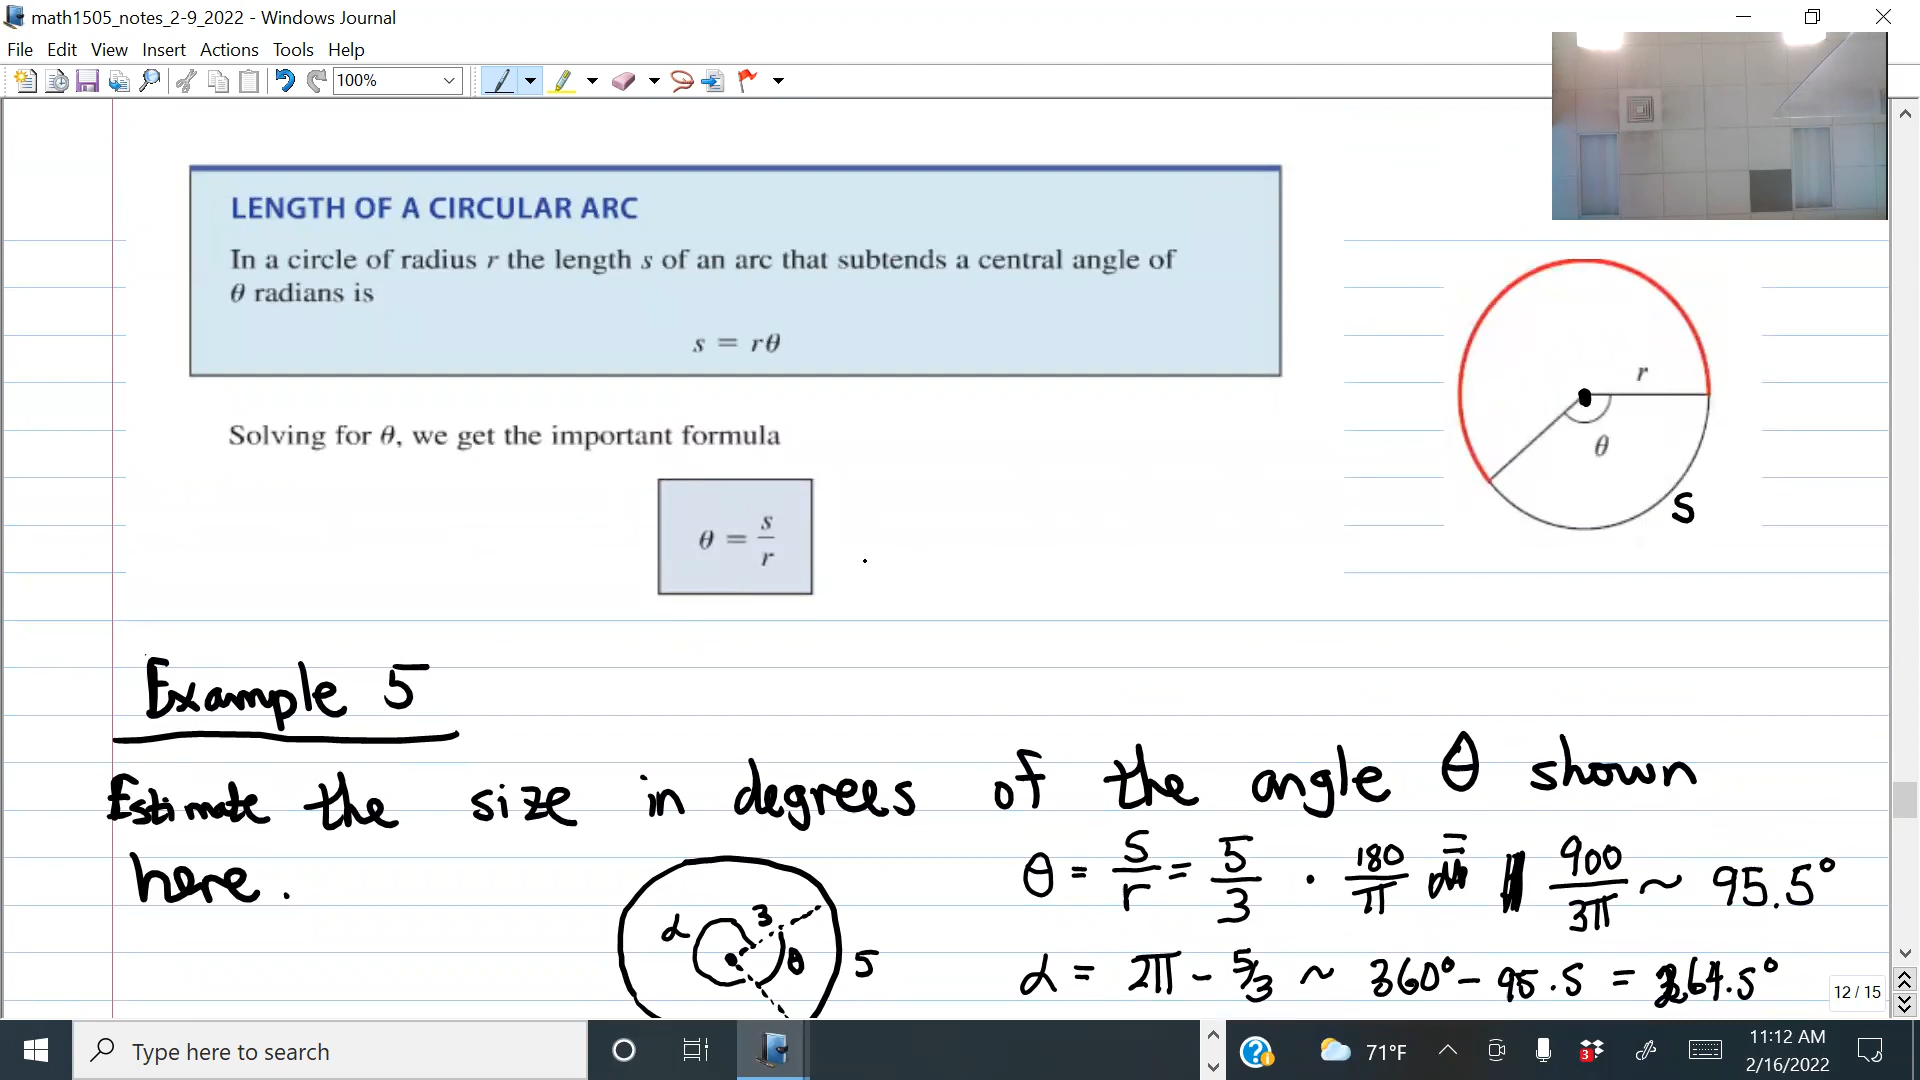 math1505_notes_2-9_2022 - Windows Journal
File Edit View Insert Actions Tools Help
100%
LENGTH OF A CIRCULAR ARC
In a circle of radius r the length s of an arc that subtends a central angle of
θ radians is
s = rθ
Solving for θ, we get the important formula
θ = s/r
r
θ
S
Example 5
Estimate the size in degrees of the angle θ shown
here.
θ = s/r = 5/3 · 180/π = 900/3π ~ 95.5°
α 3 θ 5
α = 2π - 5/3 ~ 360° - 95.5 = 264.5°
12 / 15
Type here to search
71°F
3
11:12 AM
2/16/2022